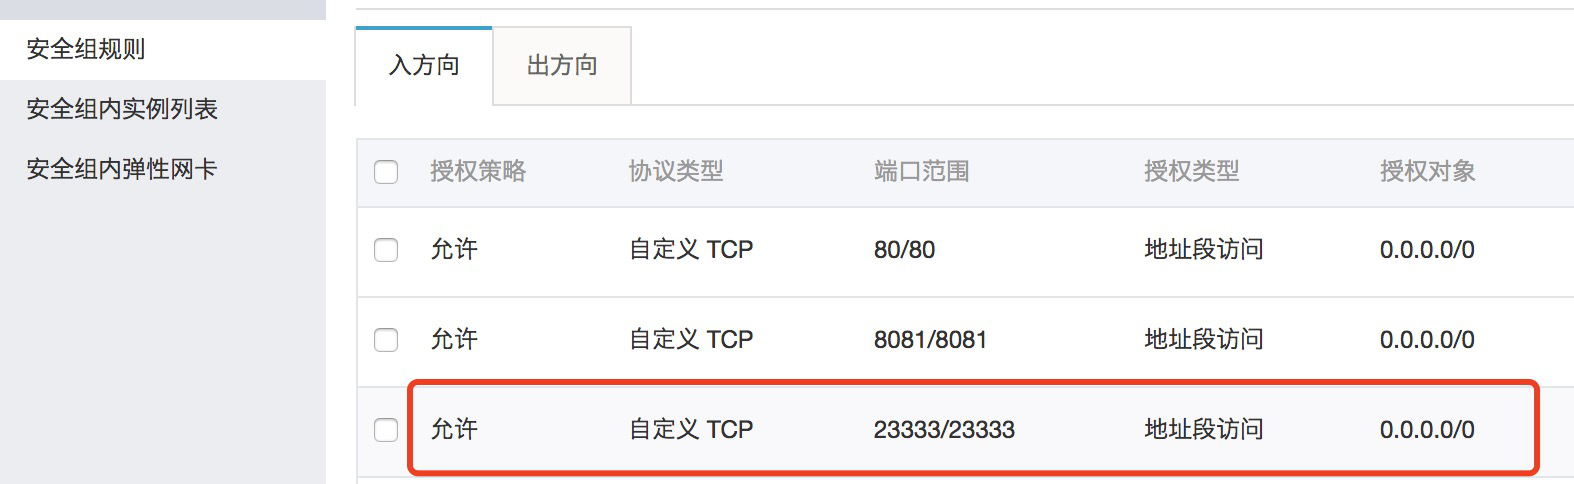 安全组规则
安全组内实例列表
安全组内弹性网卡
入方向 出方向
授权策略 协议类型 端口范围 授权类型 授权对象
允许 自定义 TCP 80/80 地址段访问 0.0.0.0/0
允许 自定义 TCP 8081/8081 地址段访问 0.0.0.0/0
允许 自定义 TCP 23333/23333 地址段访问 0.0.0.0/0